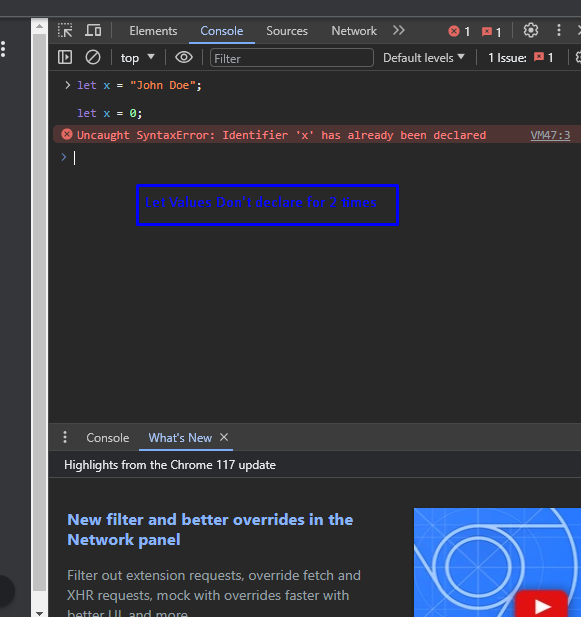 Elements Console Sources Network 1 1
top Filter Default levels 1 Issue: 1
let x = "John Doe";
let x = 0;
Uncaught SyntaxError: Identifier 'x' has already been declared VM47:3
Let Values Don't declare for 2 times
Console What's New
Highlights from the Chrome 117 update
New filter and better overrides in the
Network panel
Filter out extension requests, override fetch and
XHR requests, mock with overrides faster with
better UI, and more.